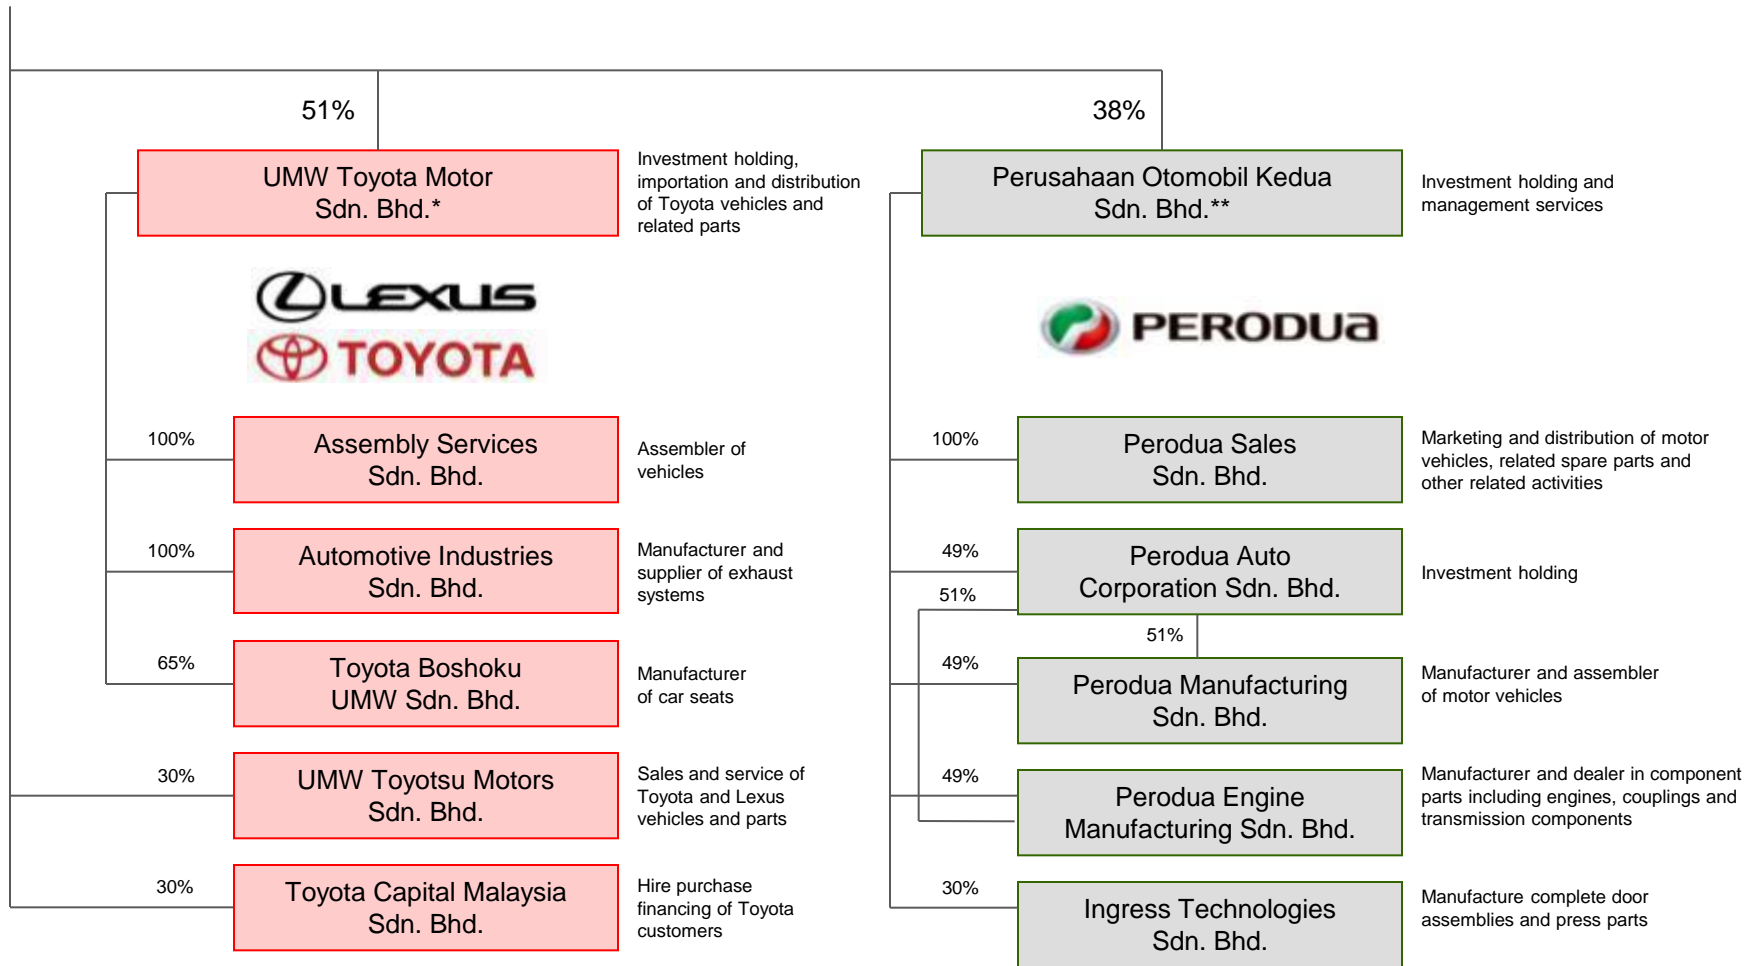 51%
UMW Toyota Motor
Sdn. Bhd.*
Investment holding,
importation and distribution
of Toyota vehicles and
related parts
LEXUS
TOYOTA
100%
Assembly Services
Sdn. Bhd.
Assembler of
vehicles
100%
Automotive Industries
Sdn. Bhd.
Manufacturer and
supplier of exhaust
systems
65%
Toyota Boshoku
UMW Sdn. Bhd.
Manufacturer
of car seats
30%
UMW Toyotsu Motors
Sdn. Bhd.
Sales and service of
Toyota and Lexus
vehicles and parts
30%
Toyota Capital Malaysia
Sdn. Bhd.
Hire purchase
financing of Toyota
customers
38%
Perusahaan Otomobil Kedua
Sdn. Bhd.**
Investment holding and
management services
PERODUA
100%
Perodua Sales
Sdn. Bhd.
Marketing and distribution of motor
vehicles, related spare parts and
other related activities
49%
Perodua Auto
Corporation Sdn. Bhd.
Investment holding
51%
51%
49%
Perodua Manufacturing
Sdn. Bhd.
Manufacturer and assembler
of motor vehicles
49%
Perodua Engine
Manufacturing Sdn. Bhd.
Manufacturer and dealer in component
parts including engines, couplings and
transmission components
30%
Ingress Technologies
Sdn. Bhd.
Manufacture complete door
assemblies and press parts